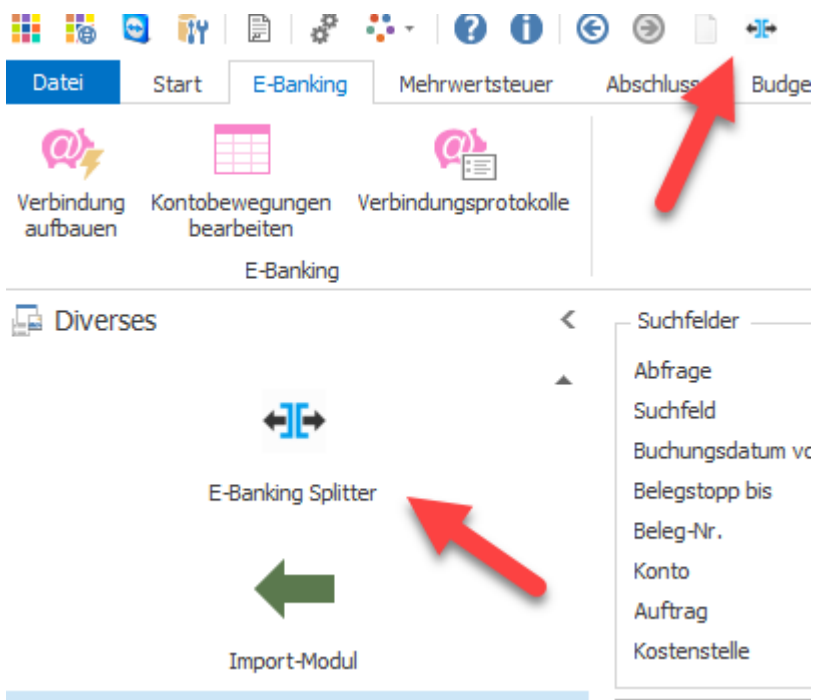 Datei Start E-Banking Mehrwertsteuer Abschluss Budge
Verbindung aufbauen
Kontobewegungen bearbeiten
Verbindungsprotokolle
E-Banking
Diverses
E-Banking Splitter
Import-Modul
Suchfelder
Abfrage
Suchfeld
Buchungsdatum vo
Belegstopp bis
Beleg-Nr.
Konto
Auftrag
Kostenstelle